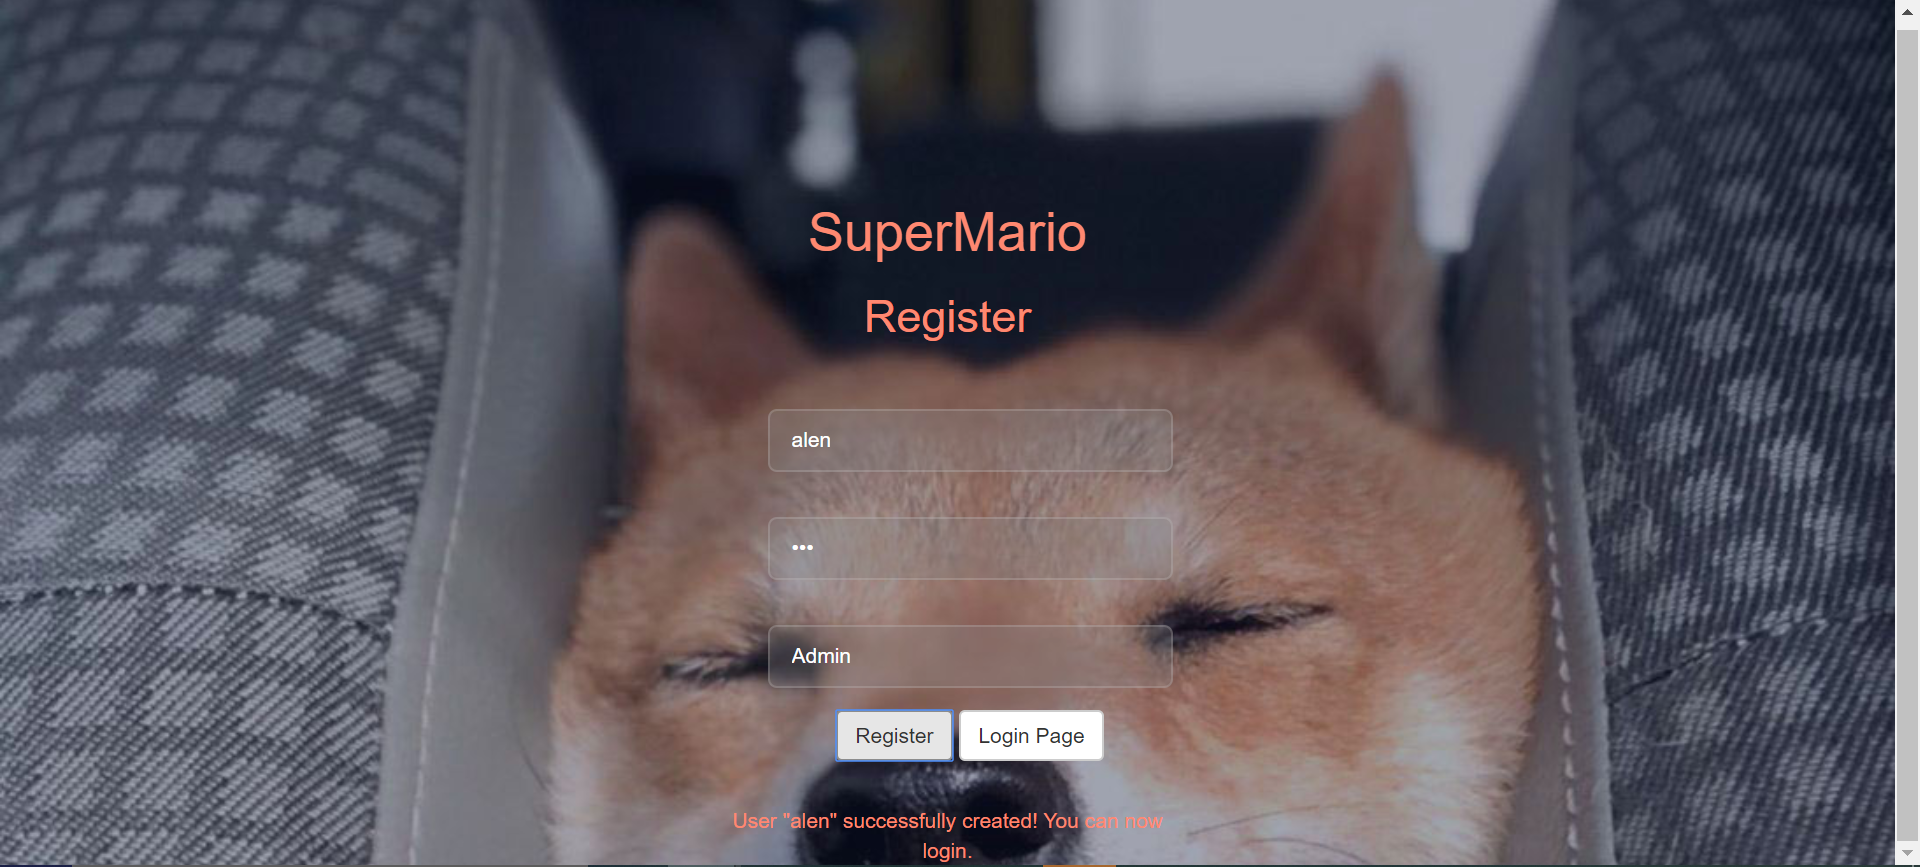 SuperMario
Register
alen
•••
Admin
Register Login Page
User "alen" successfully created! You can now
login.